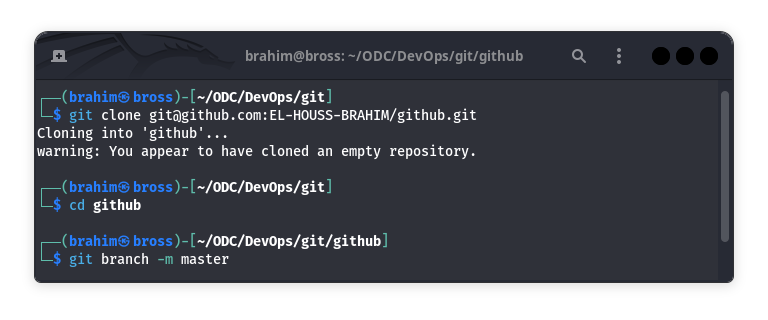 brahim@bross: ~/ODC/DevOps/git/github
┌──(brahim㉿bross)-[~/ODC/DevOps/git]
└─$ git clone git@github.com:EL-HOUSS-BRAHIM/github.git
Cloning into 'github'...
warning: You appear to have cloned an empty repository.
┌──(brahim㉿bross)-[~/ODC/DevOps/git]
└─$ cd github
┌──(brahim㉿bross)-[~/ODC/DevOps/git/github]
└─$ git branch -m master